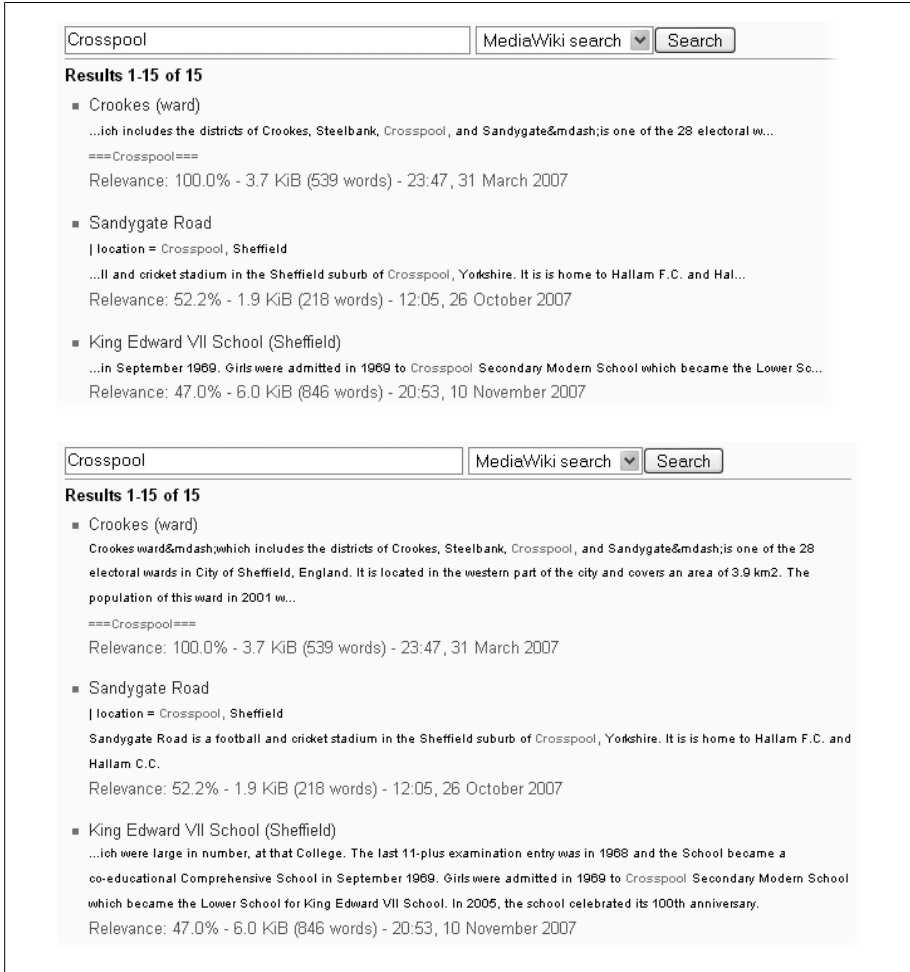 Crosspool MediaWiki search Search
Results 1-15 of 15
Crookes (ward)
...ich includes the districts of Crookes, Steelbank, Crosspool, and Sandygate&mdash;is one of the 28 electoral w...
===Crosspool===
Relevance: 100.0% - 3.7 KiB (539 words) - 23:47, 31 March 2007
Sandygate Road
| location = Crosspool, Sheffield
...ll and cricket stadium in the Sheffield suburb of Crosspool, Yorkshire. It is is home to Hallam F.C. and Hal...
Relevance: 52.2% - 1.9 KiB (218 words) - 12:05, 26 October 2007
King Edward VII School (Sheffield)
...in September 1969. Girls were admitted in 1969 to Crosspool Secondary Modern School which became the Lower Sc...
Relevance: 47.0% - 6.0 KiB (846 words) - 20:53, 10 November 2007
Crosspool MediaWiki search Search
Results 1-15 of 15
Crookes (ward)
Crookes ward&mdash;which includes the districts of Crookes, Steelbank, Crosspool, and Sandygate&mdash;is one of the 28
electoral wards in City of Sheffield, England. It is located in the western part of the city and covers an area of 3.9 km2. The
population of this ward in 2001 w...
===Crosspool===
Relevance: 100.0% - 3.7 KiB (539 words) - 23:47, 31 March 2007
Sandygate Road
| location = Crosspool, Sheffield
Sandygate Road is a football and cricket stadium in the Sheffield suburb of Crosspool, Yorkshire. It is is home to Hallam F.C. and
Hallam C.C.
Relevance: 52.2% - 1.9 KiB (218 words) - 12:05, 26 October 2007
King Edward VII School (Sheffield)
...ich were large in number, at that College. The last 11-plus examination entry was in 1968 and the School became a
co-educational Comprehensive School in September 1969. Girls were admitted in 1969 to Crosspool Secondary Modern School
which became the Lower School for King Edward VII School. In 2005, the school celebrated its 100th anniversary.
Relevance: 47.0% - 6.0 KiB (846 words) - 20:53, 10 November 2007